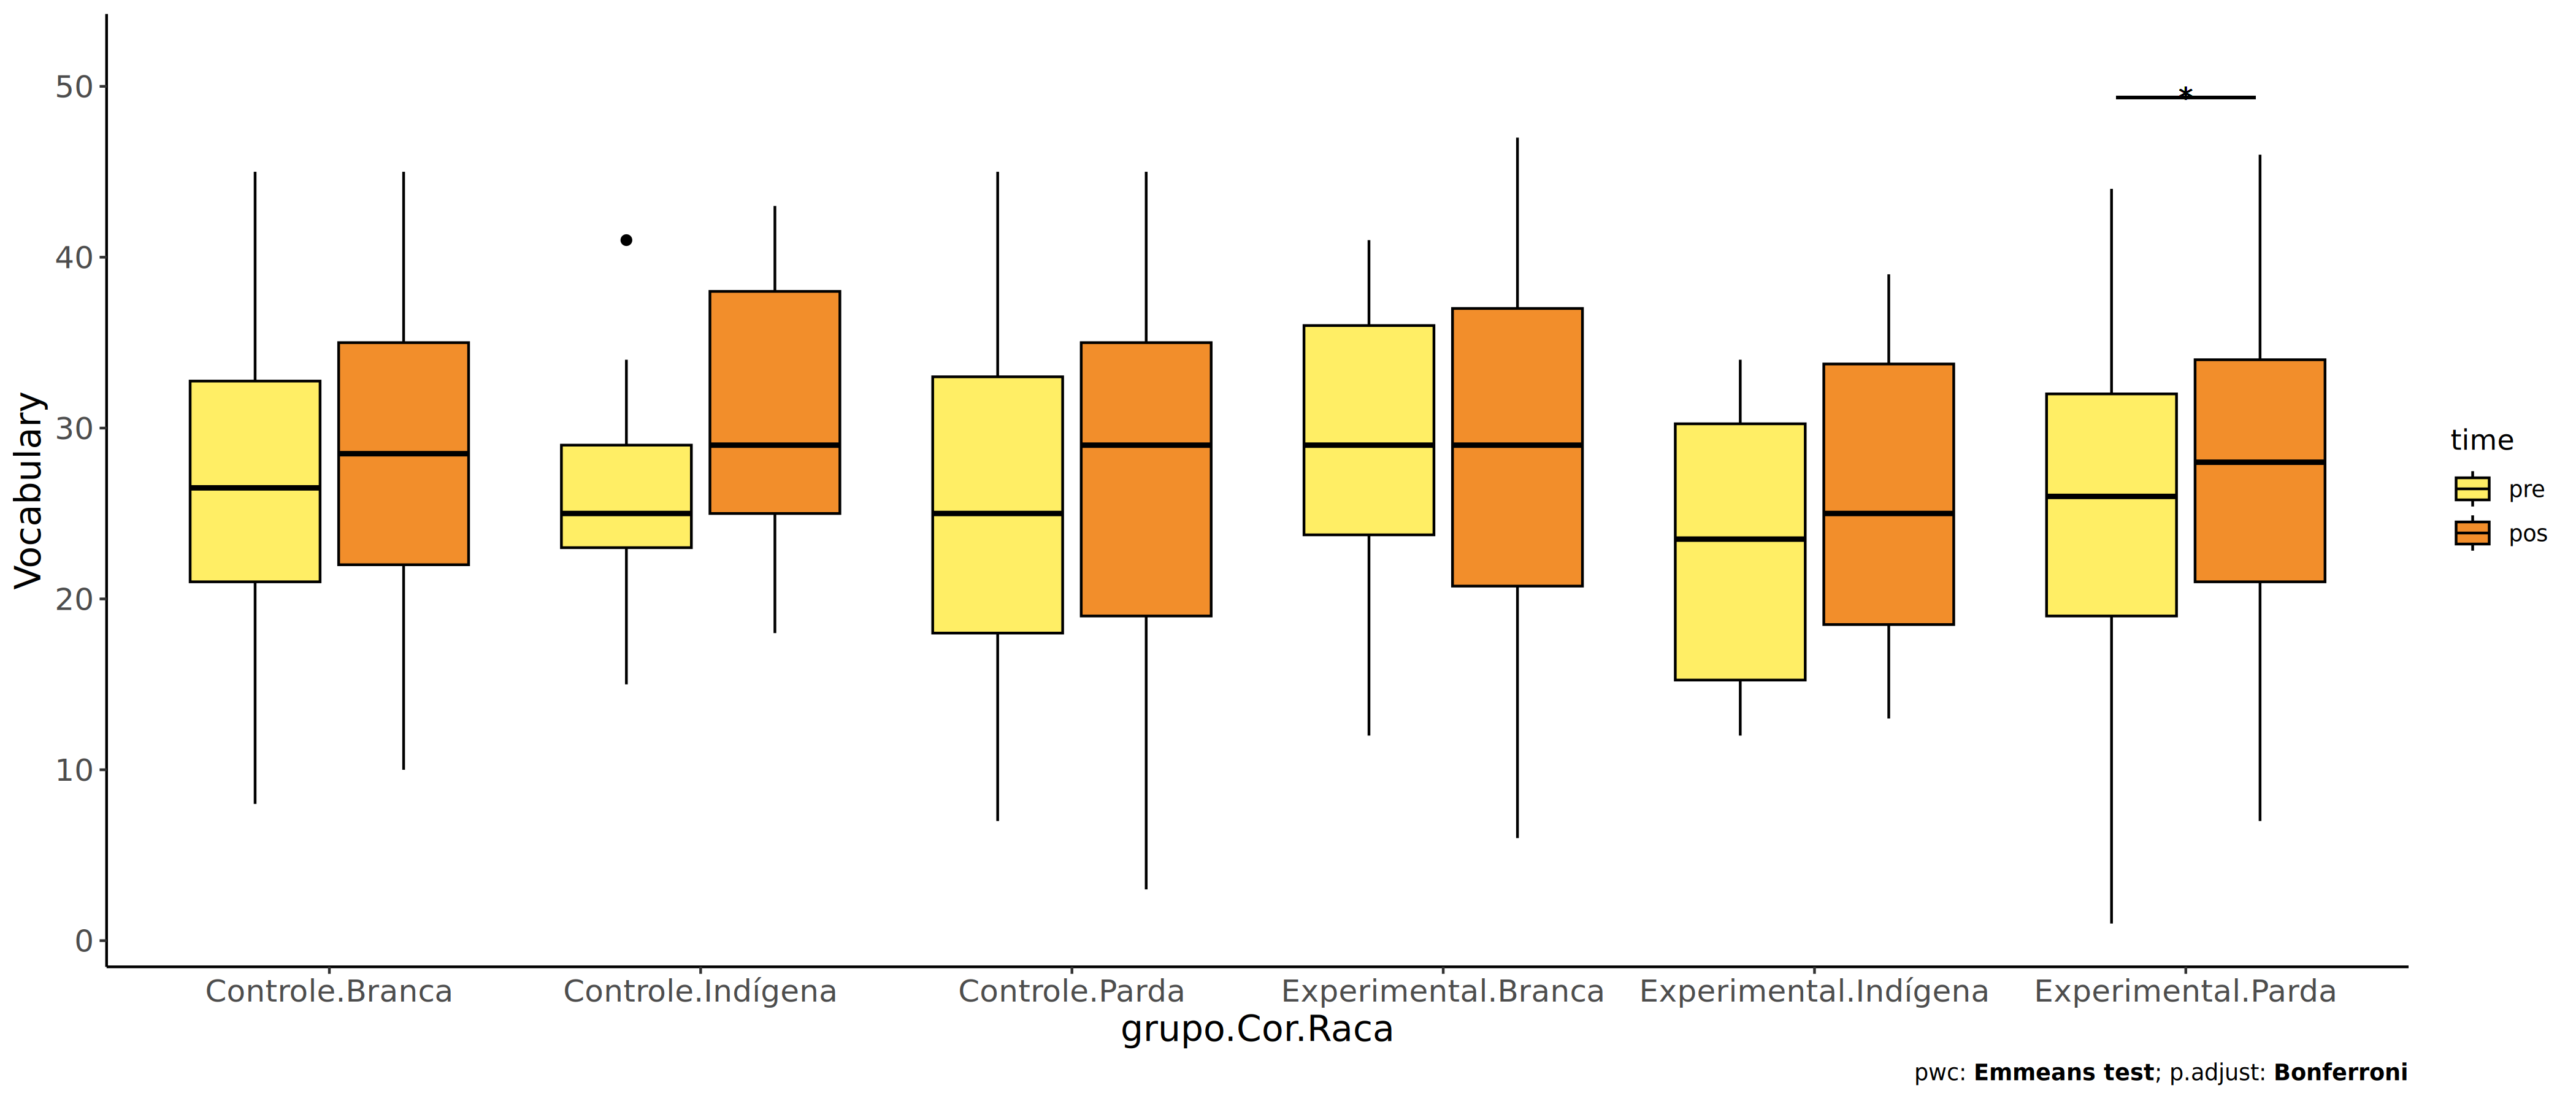 Vocabulary
50
40
30
20
10
0
*
Controle.Branca Controle.Indígena Controle.Parda Experimental.Branca Experimental.Indígena Experimental.Parda
grupo.Cor.Raca
time
pre
pos
pwc: Emmeans test; p.adjust: Bonferroni